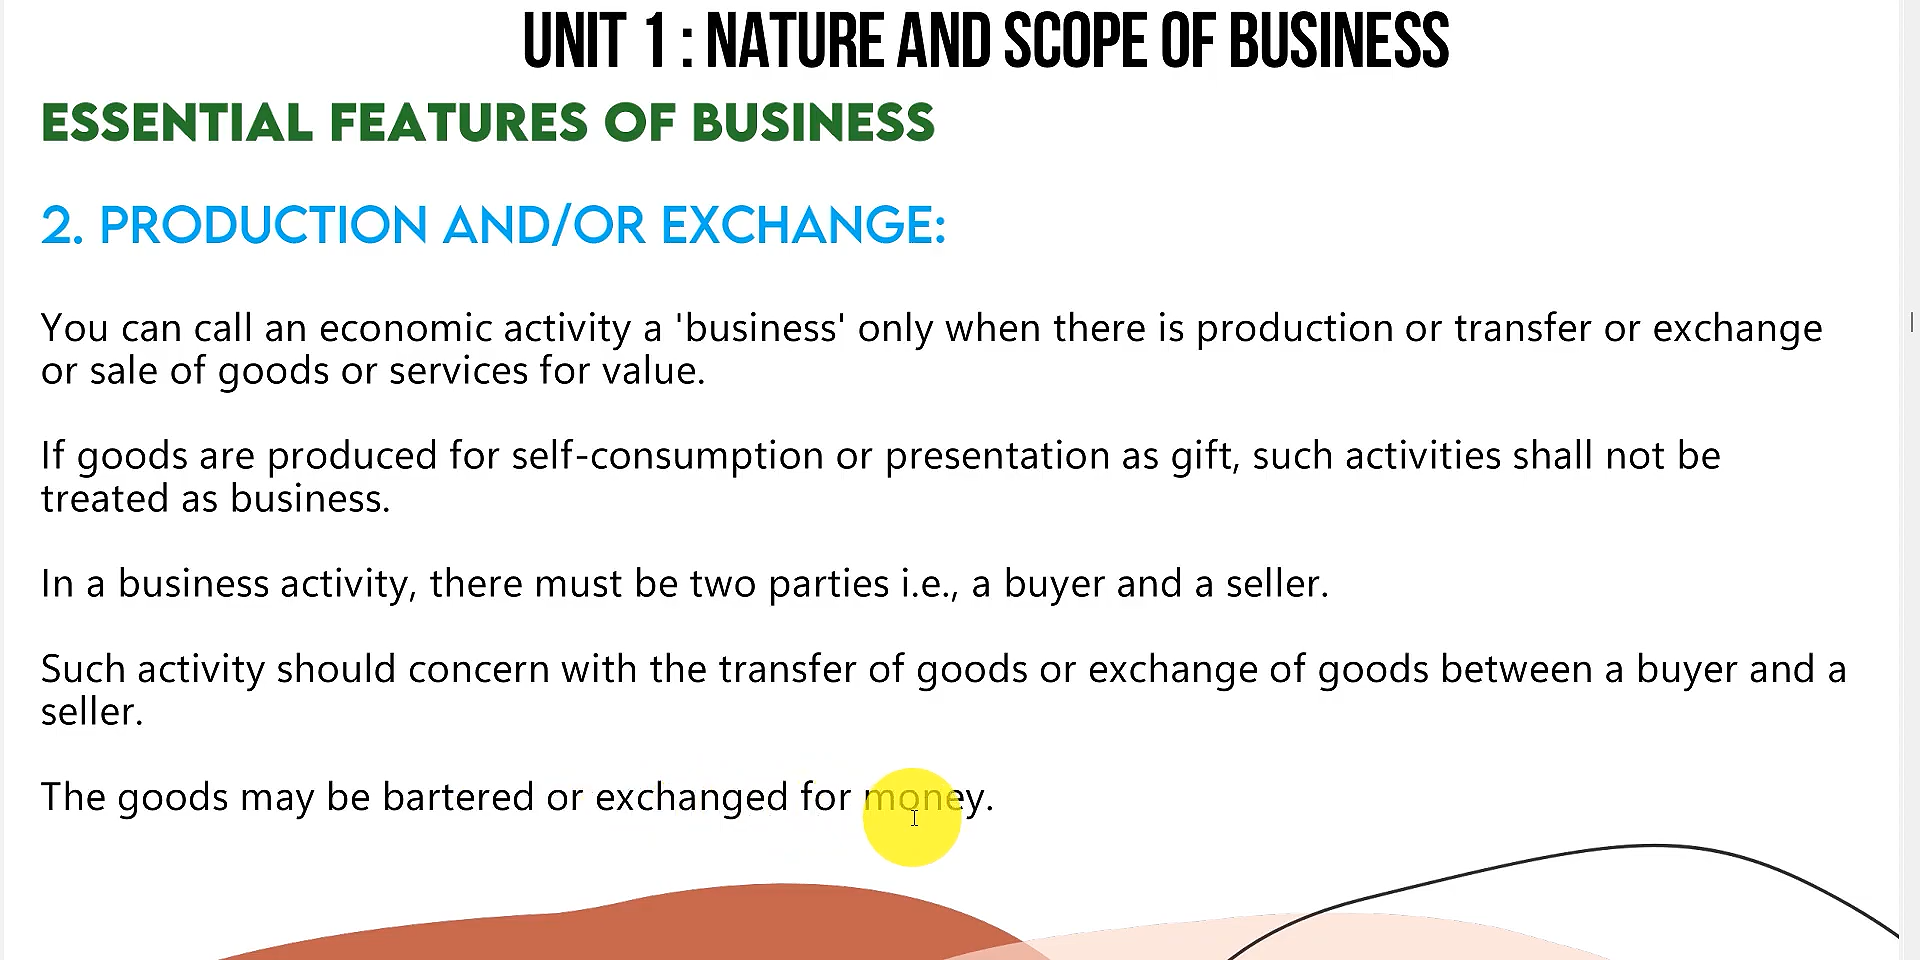 UNIT 1 : NATURE AND SCOPE OF BUSINESS
ESSENTIAL FEATURES OF BUSINESS
2. PRODUCTION AND/OR EXCHANGE:
You can call an economic activity a 'business' only when there is production or transfer or exchange
or sale of goods or services for value.
If goods are produced for self-consumption or presentation as gift, such activities shall not be
treated as business.
In a business activity, there must be two parties i.e., a buyer and a seller.
Such activity should concern with the transfer of goods or exchange of goods between a buyer and a
seller.
The goods may be bartered or exchanged for money.